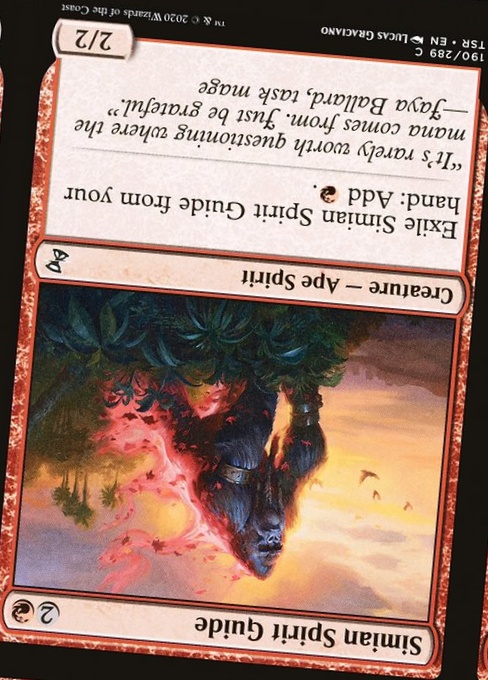 Simian Spirit Guide
2
Creature — Ape Spirit
Exile Simian Spirit Guide from your
hand: Add .
“It’s rarely worth questioning where the
mana comes from. Just be grateful.”
—Jaya Ballard, task mage
2/2
190/289 C
TSR • EN LUCAS GRACIANO
™ & © 2020 Wizards of the Coast